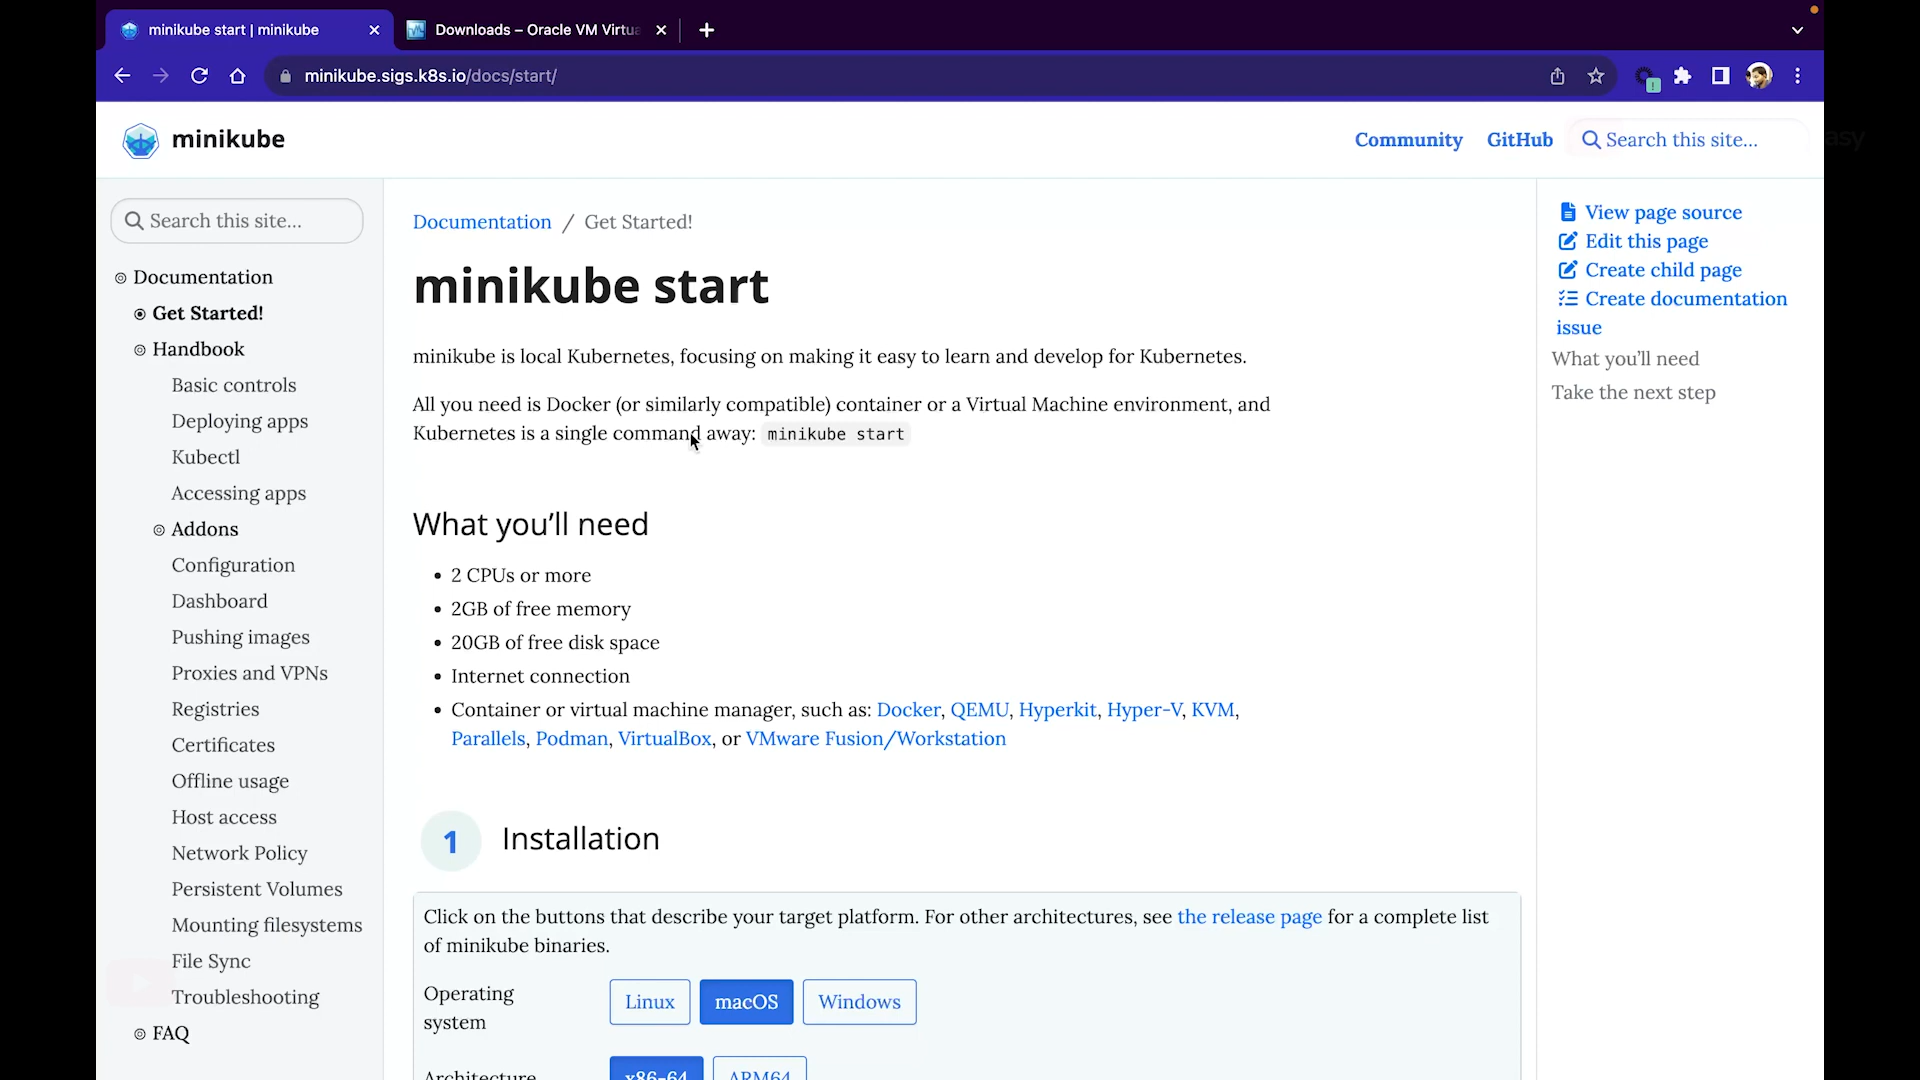 minikube start | minikube
Downloads – Oracle VM Virtu
minikube.sigs.k8s.io/docs/start/
minikube
Community
GitHub
Search this site...
asy
Search this site...
Documentation
Get Started!
Handbook
Basic controls
Deploying apps
Kubectl
Accessing apps
Addons
Configuration
Dashboard
Pushing images
Proxies and VPNs
Registries
Certificates
Offline usage
Host access
Network Policy
Persistent Volumes
Mounting filesystems
File Sync
Troubleshooting
FAQ
Documentation / Get Started!
minikube start
minikube is local Kubernetes, focusing on making it easy to learn and develop for Kubernetes.
All you need is Docker (or similarly compatible) container or a Virtual Machine environment, and
Kubernetes is a single command away: minikube start
What you’ll need
• 2 CPUs or more
• 2GB of free memory
• 20GB of free disk space
• Internet connection
• Container or virtual machine manager, such as: Docker, QEMU, Hyperkit, Hyper-V, KVM,
Parallels, Podman, VirtualBox, or VMware Fusion/Workstation
1 Installation
Click on the buttons that describe your target platform. For other architectures, see the release page for a complete list
of minikube binaries.
Operating
system
Linux
macOS
Windows
Architecture
x86-64
ARM64
View page source
Edit this page
Create child page
Create documentation
issue
What you’ll need
Take the next step